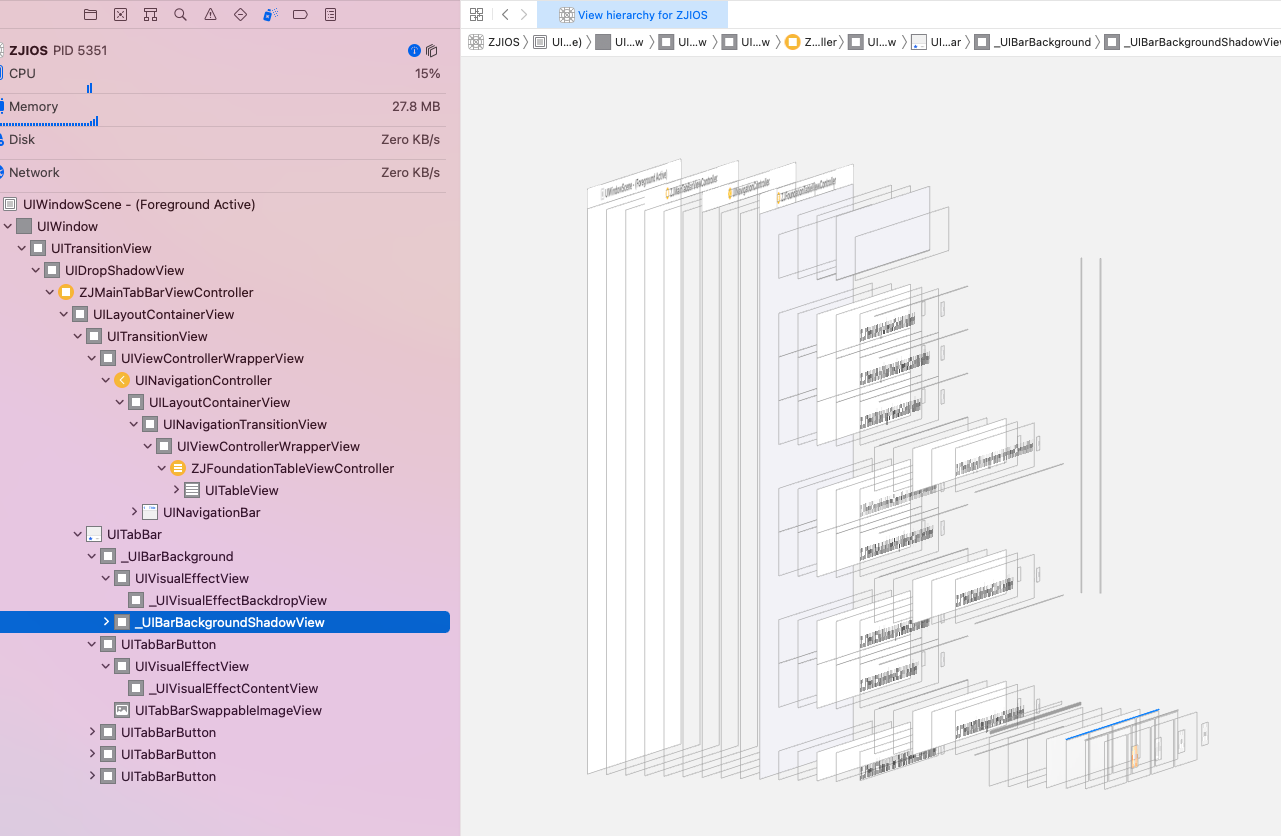 View hierarchy for ZJIOS
ZJIOS UI...e) UI...w UI...w UI...w Z...ller UI...w UI...ar _UIBarBackground _UIBarBackgroundShadowView
ZJIOS PID 5351
CPU 15%
Memory 27.8 MB
Disk Zero KB/s
Network Zero KB/s
UIWindowScene - (Foreground Active)
UIWindow
UITransitionView
UIDropShadowView
ZJMainTabBarViewController
UILayoutContainerView
UITransitionView
UIViewControllerWrapperView
UINavigationController
UILayoutContainerView
UINavigationTransitionView
UIViewControllerWrapperView
ZJFoundationTableViewController
UITableView
UINavigationBar
UITabBar
_UIBarBackground
UIVisualEffectView
_UIVisualEffectBackdropView
_UIBarBackgroundShadowView
UITabBarButton
UIVisualEffectView
_UIVisualEffectContentView
UITabBarSwappableImageView
UITabBarButton
UITabBarButton
UITabBarButton
UIWindowScene - (Foreground Active)
ZJMainTabBarViewController
UINavigationController
ZJFoundationTableViewController